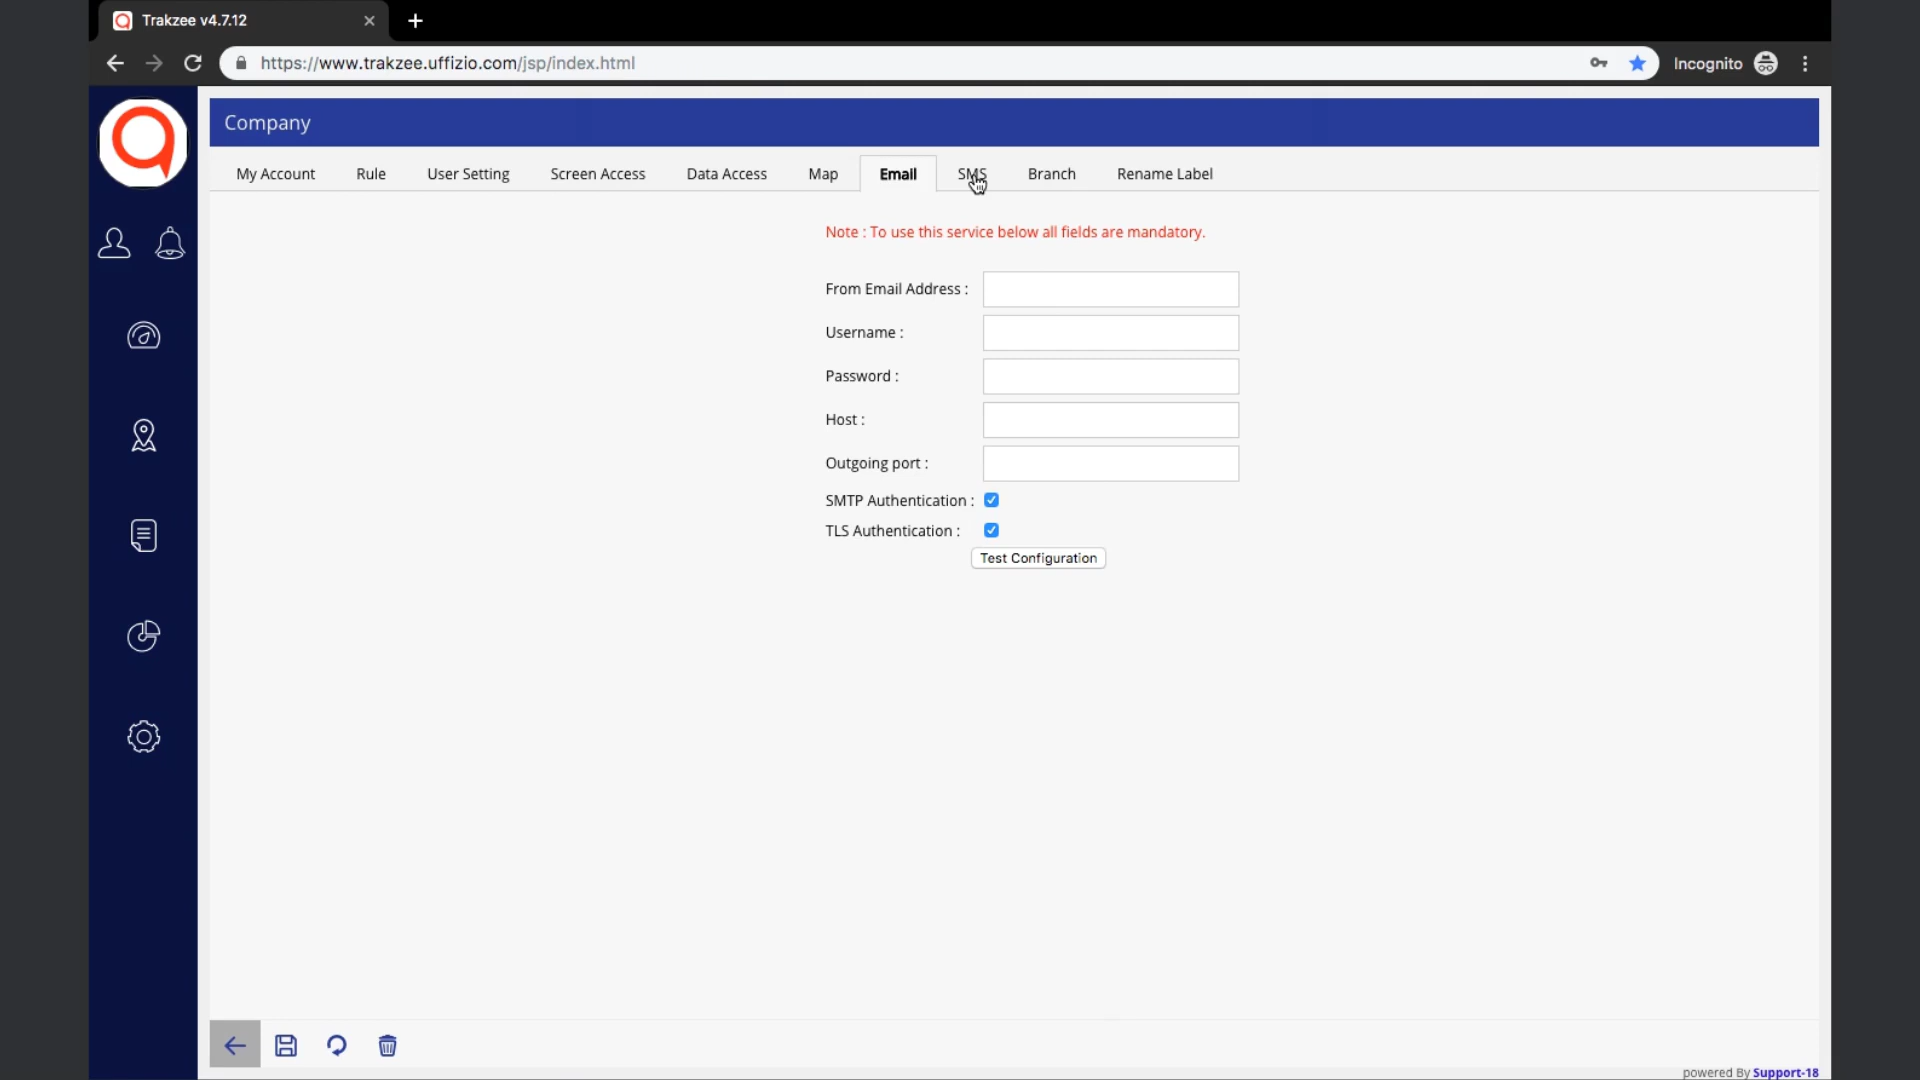 Trakzee v4.7.12
https://www.trakzee.uffizio.com/jsp/index.html
Incognito
Company
My Account Rule User Setting Screen Access Data Access Map Email SMS Branch Rename Label
Note : To use this service below all fields are mandatory.
From Email Address :
Username :
Password :
Host :
Outgoing port :
SMTP Authentication :
TLS Authentication :
Test Configuration
powered By Support-18